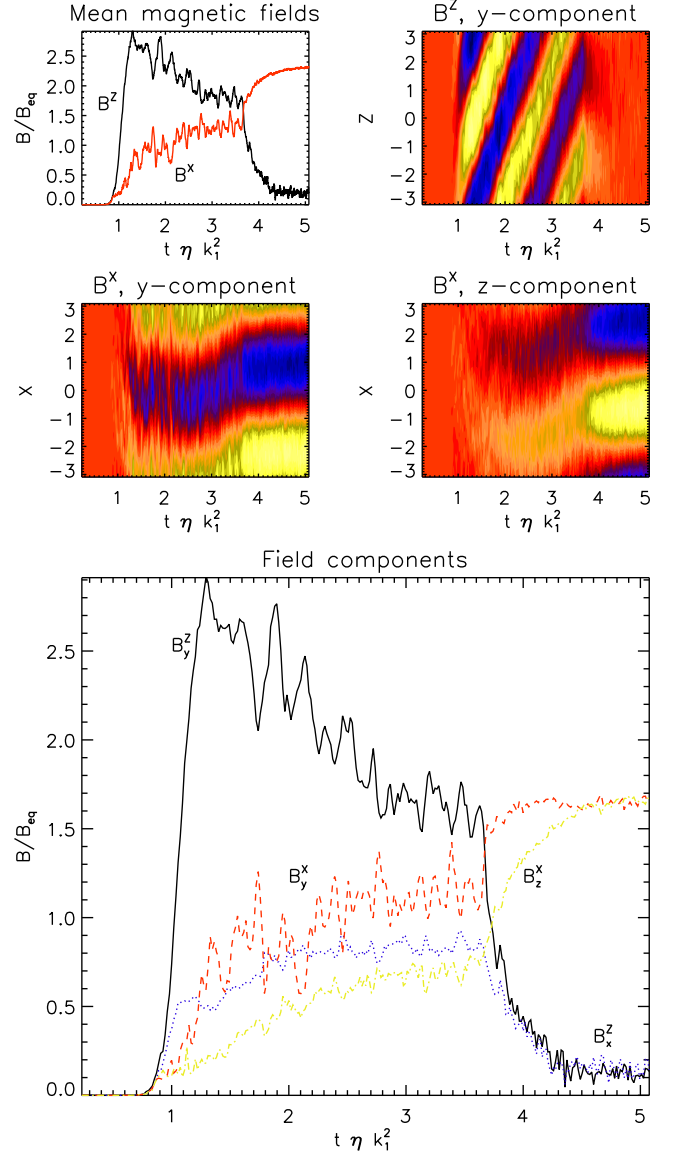 Mean magnetic fields
B^Z, y-component
2.5
2.0
1.5
1.0
0.5
0.0
B/B_eq
B^Z
B^X
1 2 3 4 5
t η k_1^2
3
2
1
0
-1
-2
-3
Z
1 2 3 4 5
t η k_1^2
B^X, y-component
B^X, z-component
3
2
1
0
-1
-2
-3
X
1 2 3 4 5
t η k_1^2
3
2
1
0
-1
-2
-3
X
1 2 3 4 5
t η k_1^2
Field components
2.5
2.0
1.5
1.0
0.5
0.0
B/B_eq
B_y^Z
B_y^X
B_z^X
B_x^Z
1 2 3 4 5
t η k_1^2